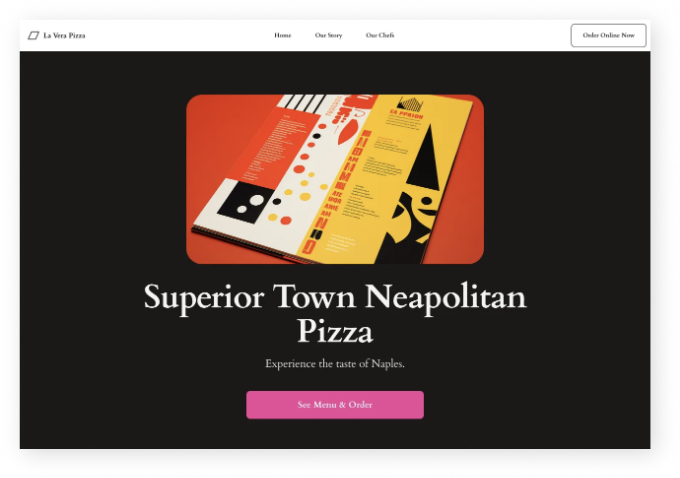 La Vera Pizza
Home
Our Story
Our Chefs
Order Online Now
Superior Town Neapolitan
Pizza
Experience the taste of Naples.
See Menu & Order